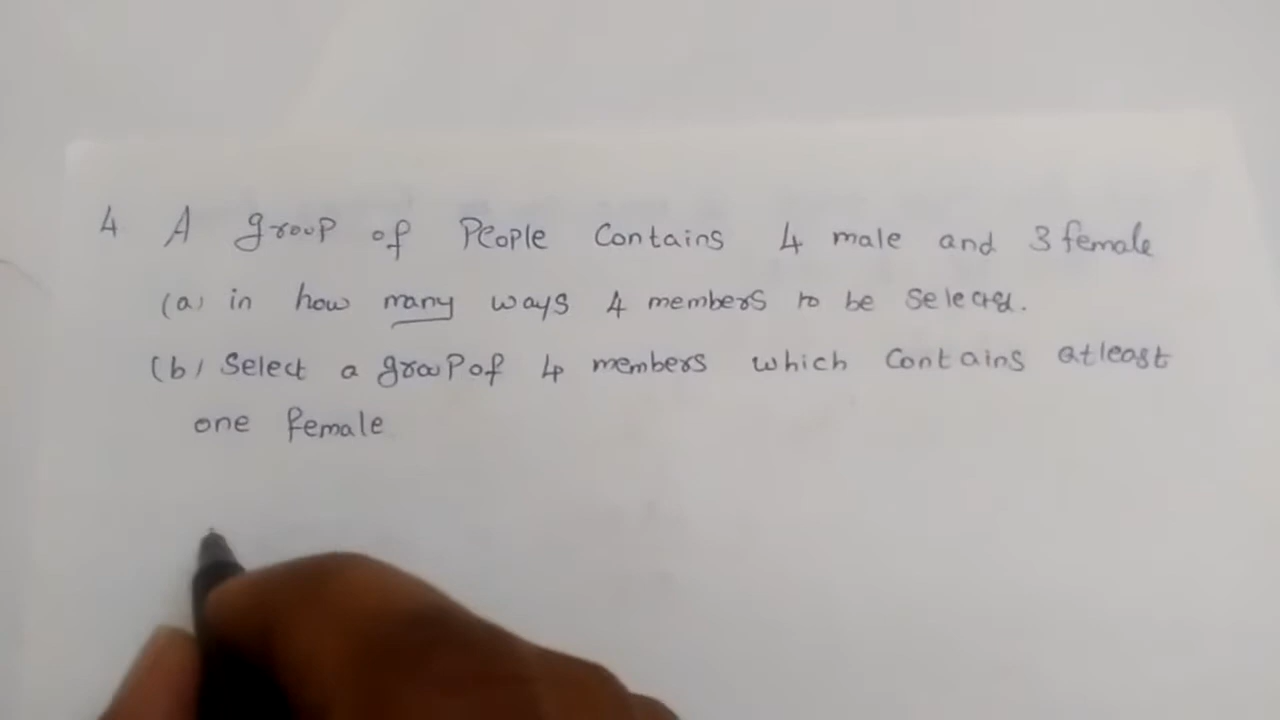 4 A group of People Contains 4 male and 3 female
(a) in how many ways 4 members to be selected.
(b) Select a group of 4 members which Contains atleast
one female